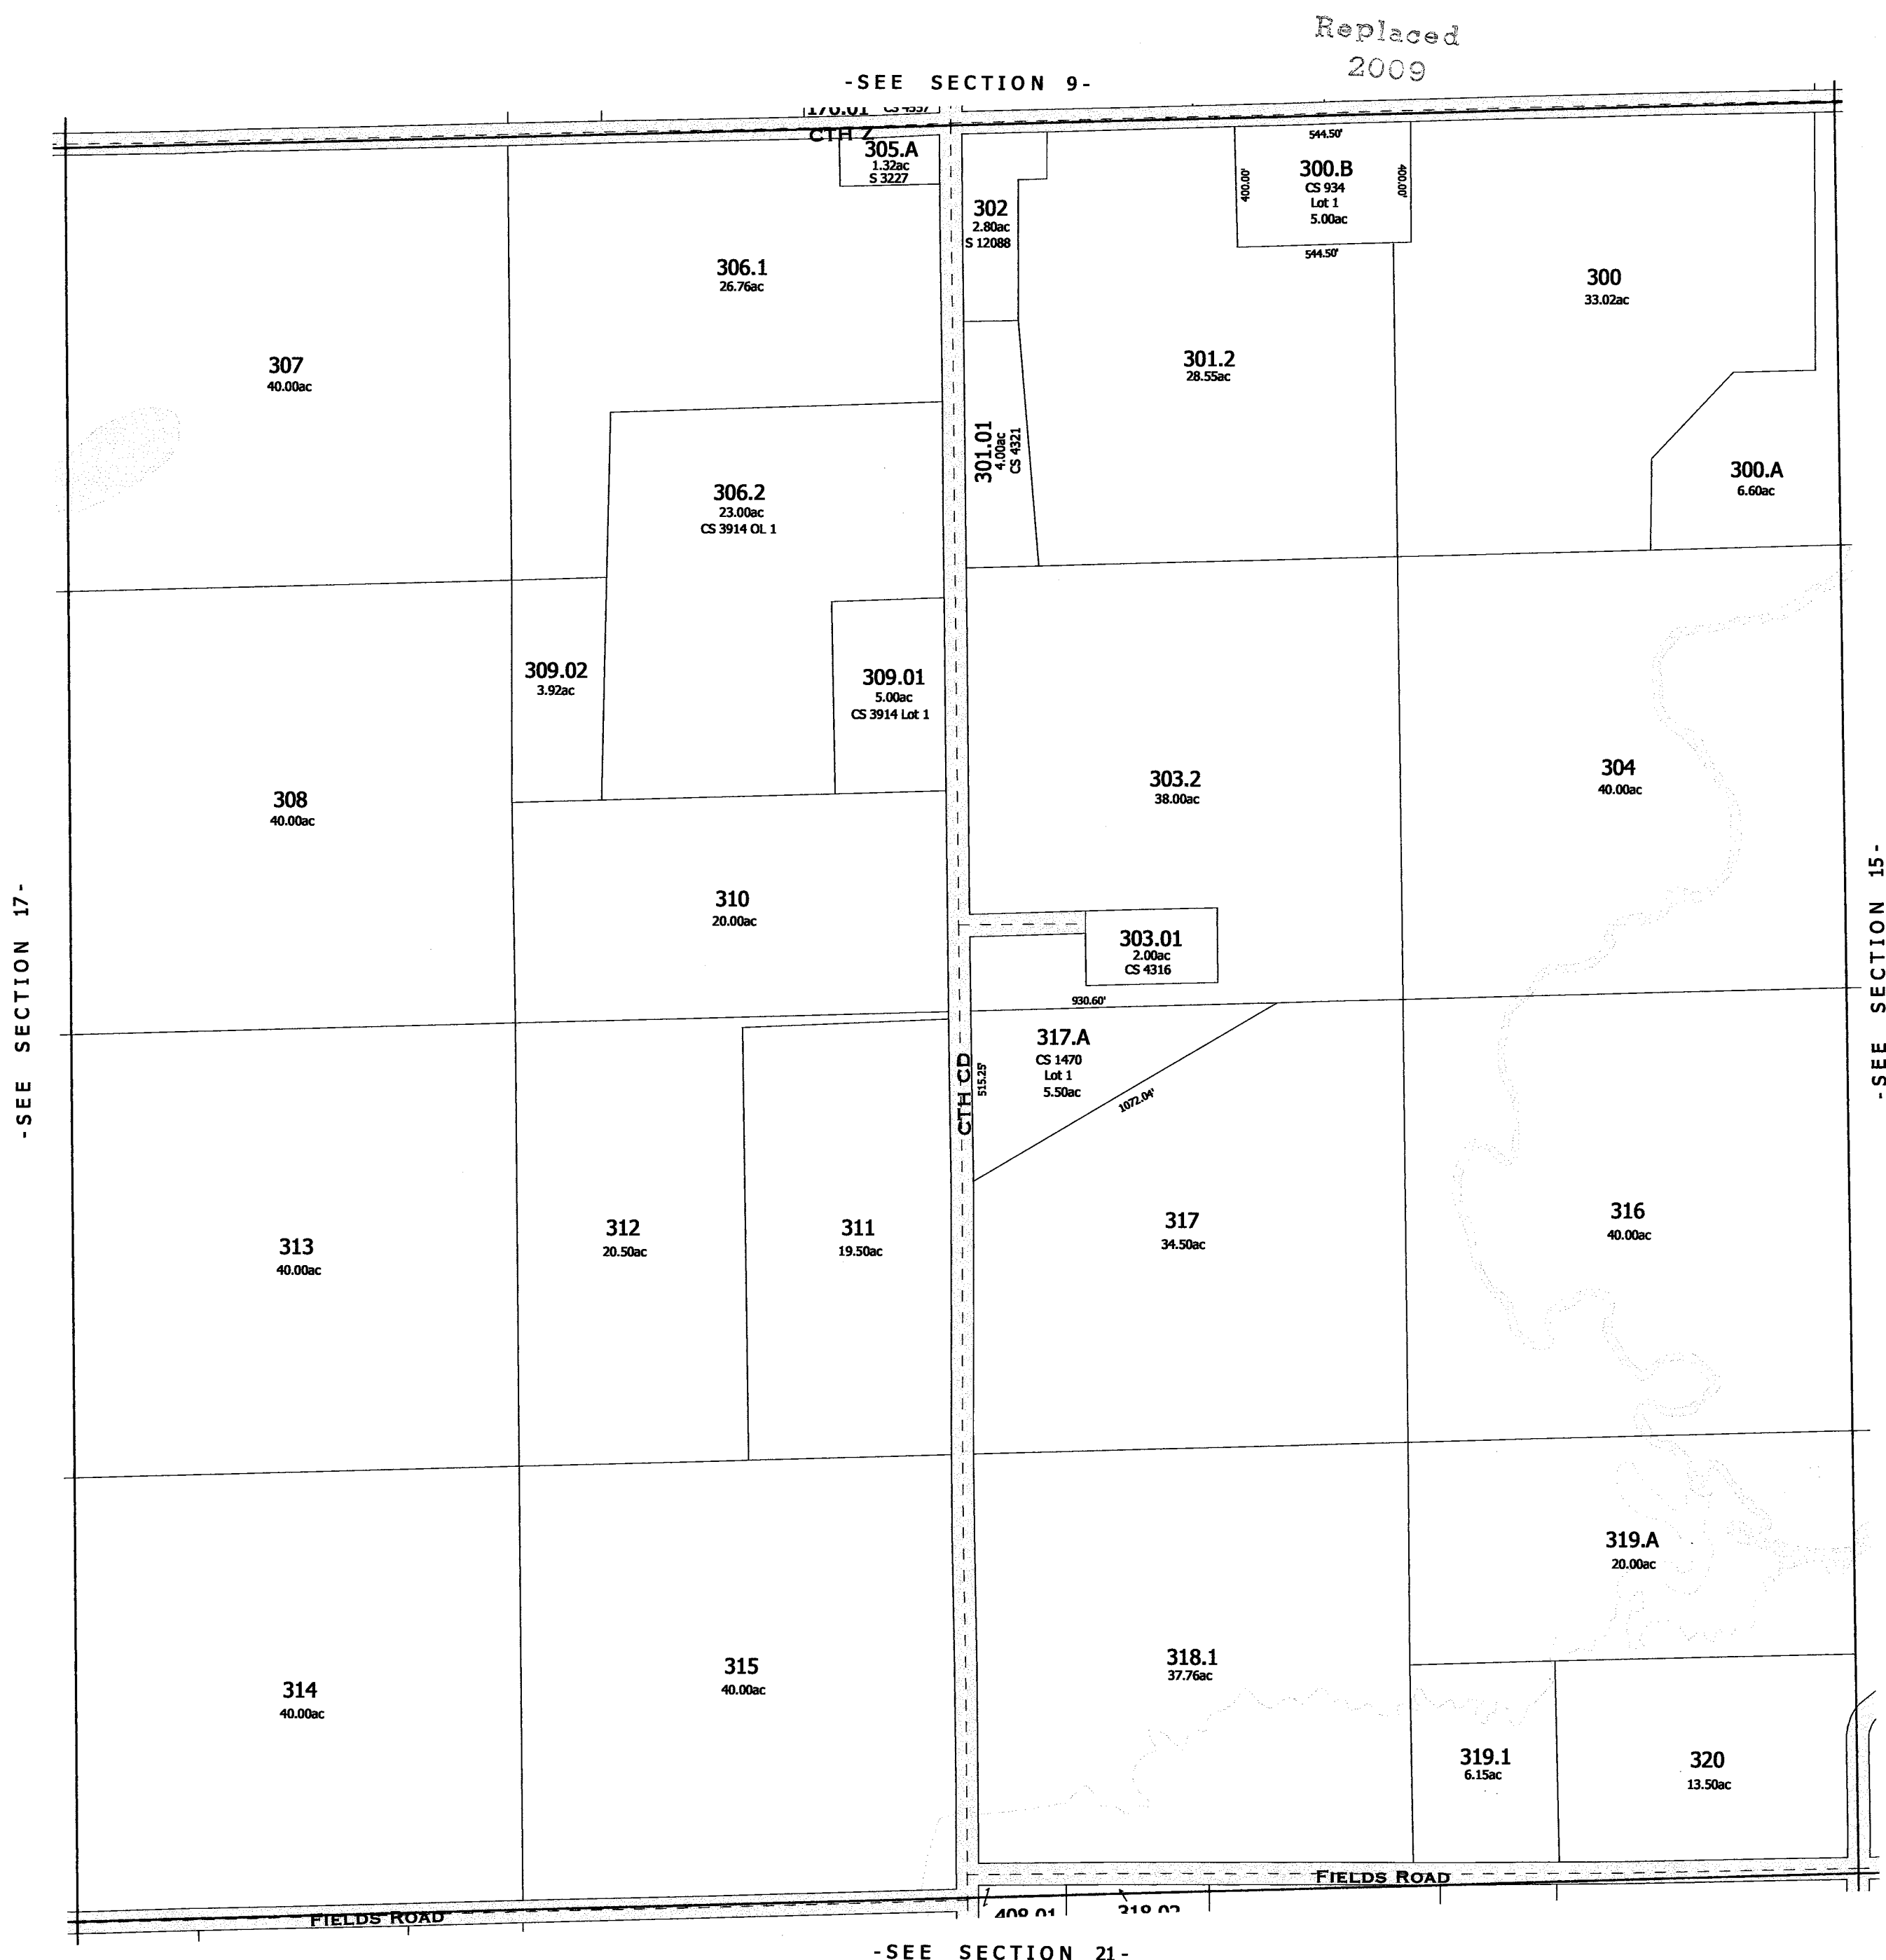 Replaced
2009
-SEE SECTION 9-
CTH Z
305.A
1.32ac
S 3227
302
2.80ac
S 12088
544.50'
400.00'
300.B
CS 934
Lot 1
5.00ac
400.00'
544.50'
306.1
26.76ac
300
33.02ac
307
40.00ac
301.2
28.55ac
301.01
4.00ac
CS 4321
300.A
6.60ac
306.2
23.00ac
CS 3914 OL 1
309.02
3.92ac
309.01
5.00ac
CS 3914 Lot 1
308
40.00ac
303.2
38.00ac
304
40.00ac
-SEE SECTION 17-
-SEE SECTION 15-
310
20.00ac
303.01
2.00ac
CS 4316
930.60'
317.A
CS 1470
Lot 1
5.50ac
CTH CD
515.25'
1072.04'
313
40.00ac
312
20.50ac
311
19.50ac
317
34.50ac
316
40.00ac
319.A
20.00ac
314
40.00ac
315
40.00ac
318.1
37.76ac
319.1
6.15ac
320
13.50ac
FIELDS ROAD
FIELDS ROAD
408.01
318.02
-SEE SECTION 21-